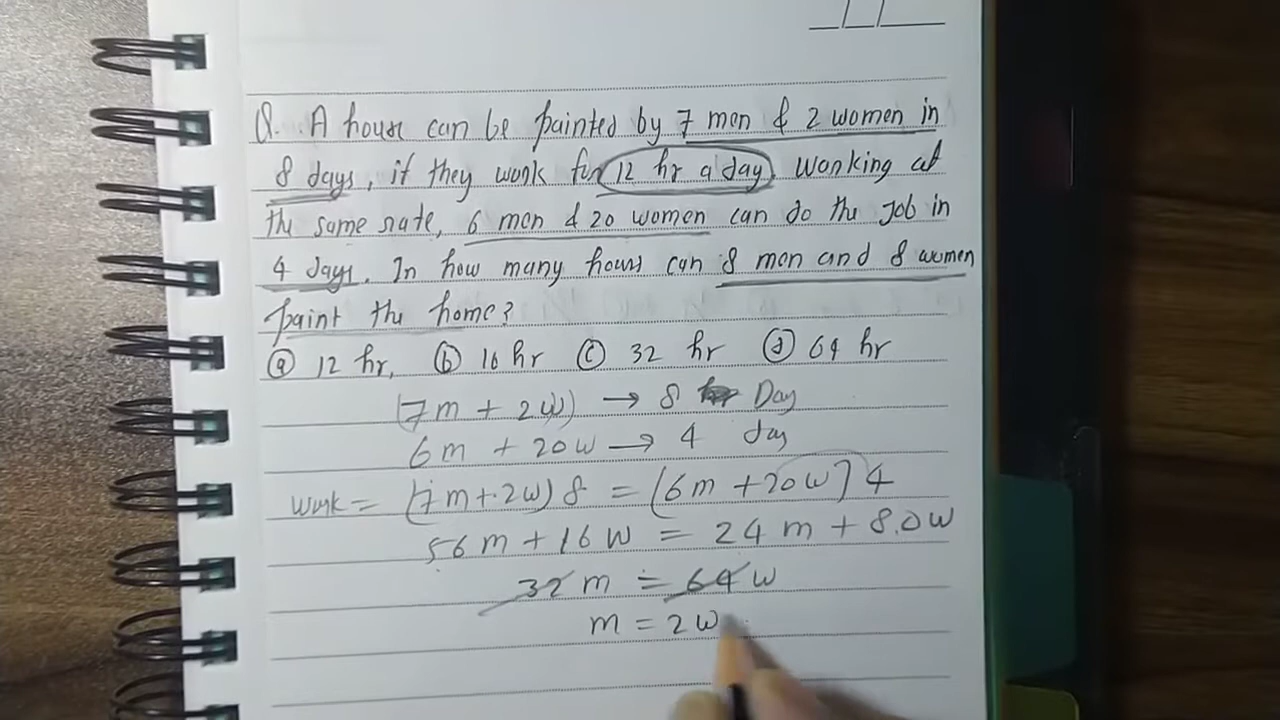 Q. A house can be painted by 7 men & 2 women in
8 days, if they work for 12 hr a day. Working at
the same rate, 6 men & 20 women can do the job in
4 days. In how many hours can 8 men and 8 women
paint the home?
(a) 12 hr, (b) 16 hr (c) 32 hr (d) 64 hr
(7m + 2w) → 8 Day
6m + 20w → 4 day
Work = (7m + 2w) 8 = (6m + 20w) 4
56m + 16w = 24m + 80w
32m = 64w
m = 2w